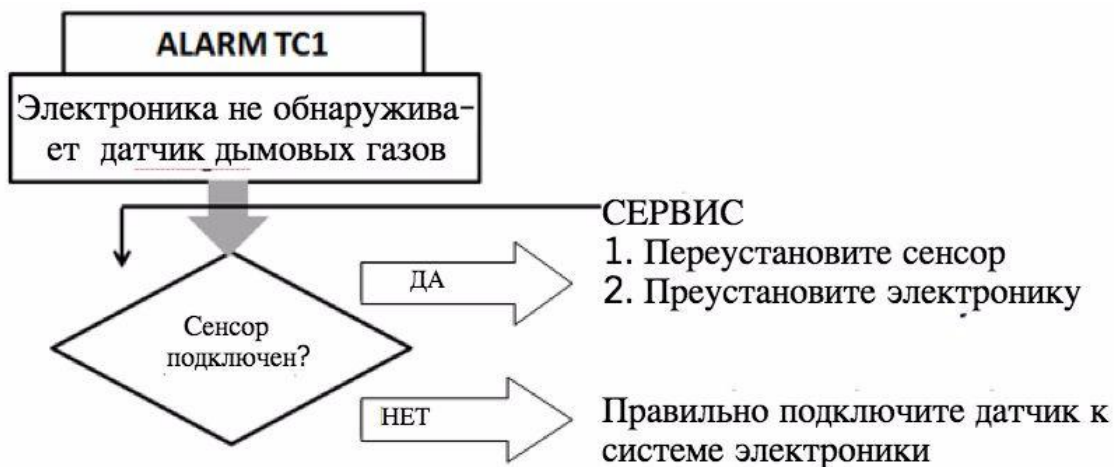 ALARM TC1
Электроника не обнаружива-
ет датчик дымовых газов
СЕРВИС
1. Переустановите сенсор
2. Преустановите электронику
ДА
Сенсор
подключен?
НЕТ
Правильно подключите датчик к
системе электроники